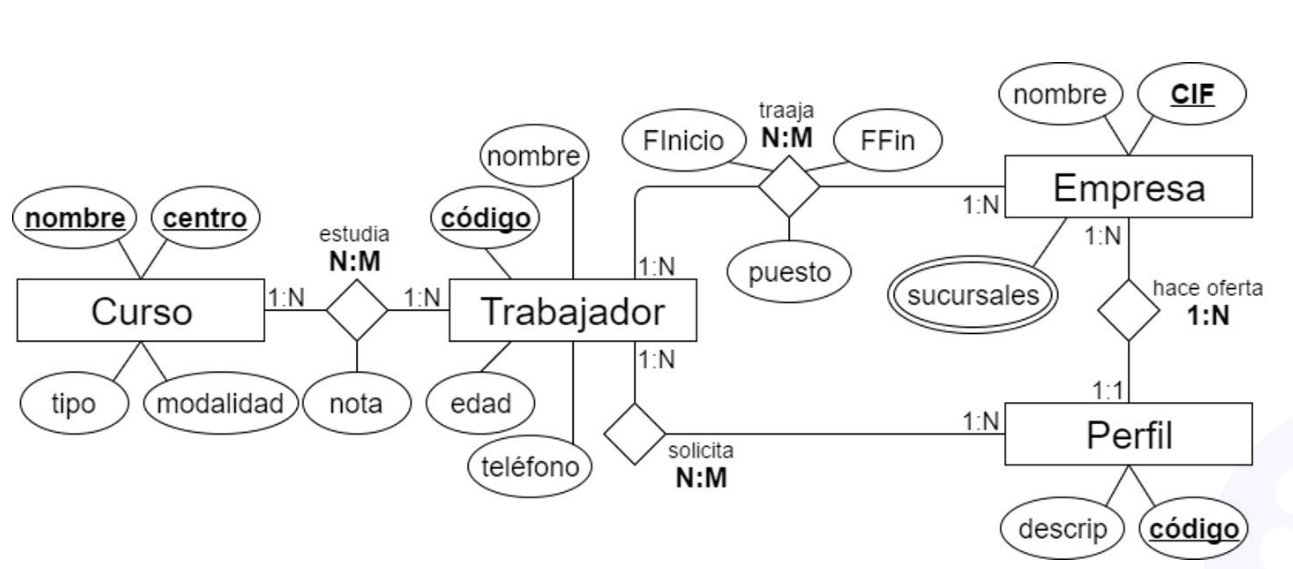 nombre
CIF
traaja
N:M
FInicio
FFin
nombre
Empresa
nombre
centro
código
1:N
estudia
N:M
puesto
1:N
1:N
sucursales
hace oferta
1:N
Curso
1:N
1:N
Trabajador
1:N
1:1
tipo
modalidad
nota
edad
1:N
Perfil
solicita
N:M
teléfono
descrip
código